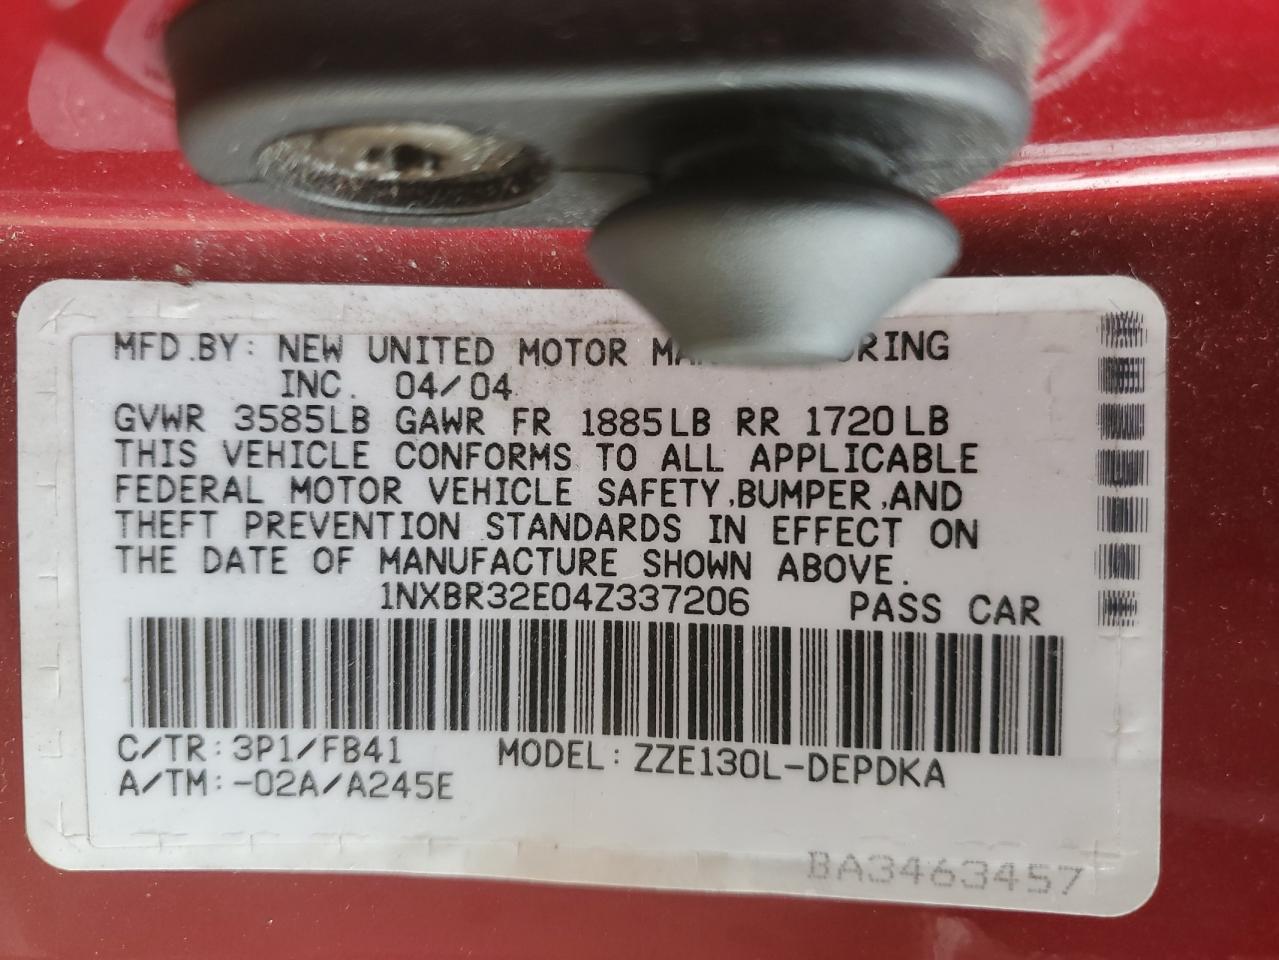 MFD.BY: NEW UNITED MOTOR
INC. 04/04
GVWR 3585LB GAWR FR 1885LB RR 1720LB
THIS VEHICLE CONFORMS TO ALL APPLICABLE
FEDERAL MOTOR VEHICLE SAFETY,BUMPER,AND
THEFT PREVENTION STANDARDS IN EFFECT ON
THE DATE OF MANUFACTURE SHOWN ABOVE.
1NXBR32E04Z337206 PASS CAR
C/TR:3P1/FB41 MODEL:ZZE130L-DEPDKA
A/TM:-02A/A245E
BA3463457